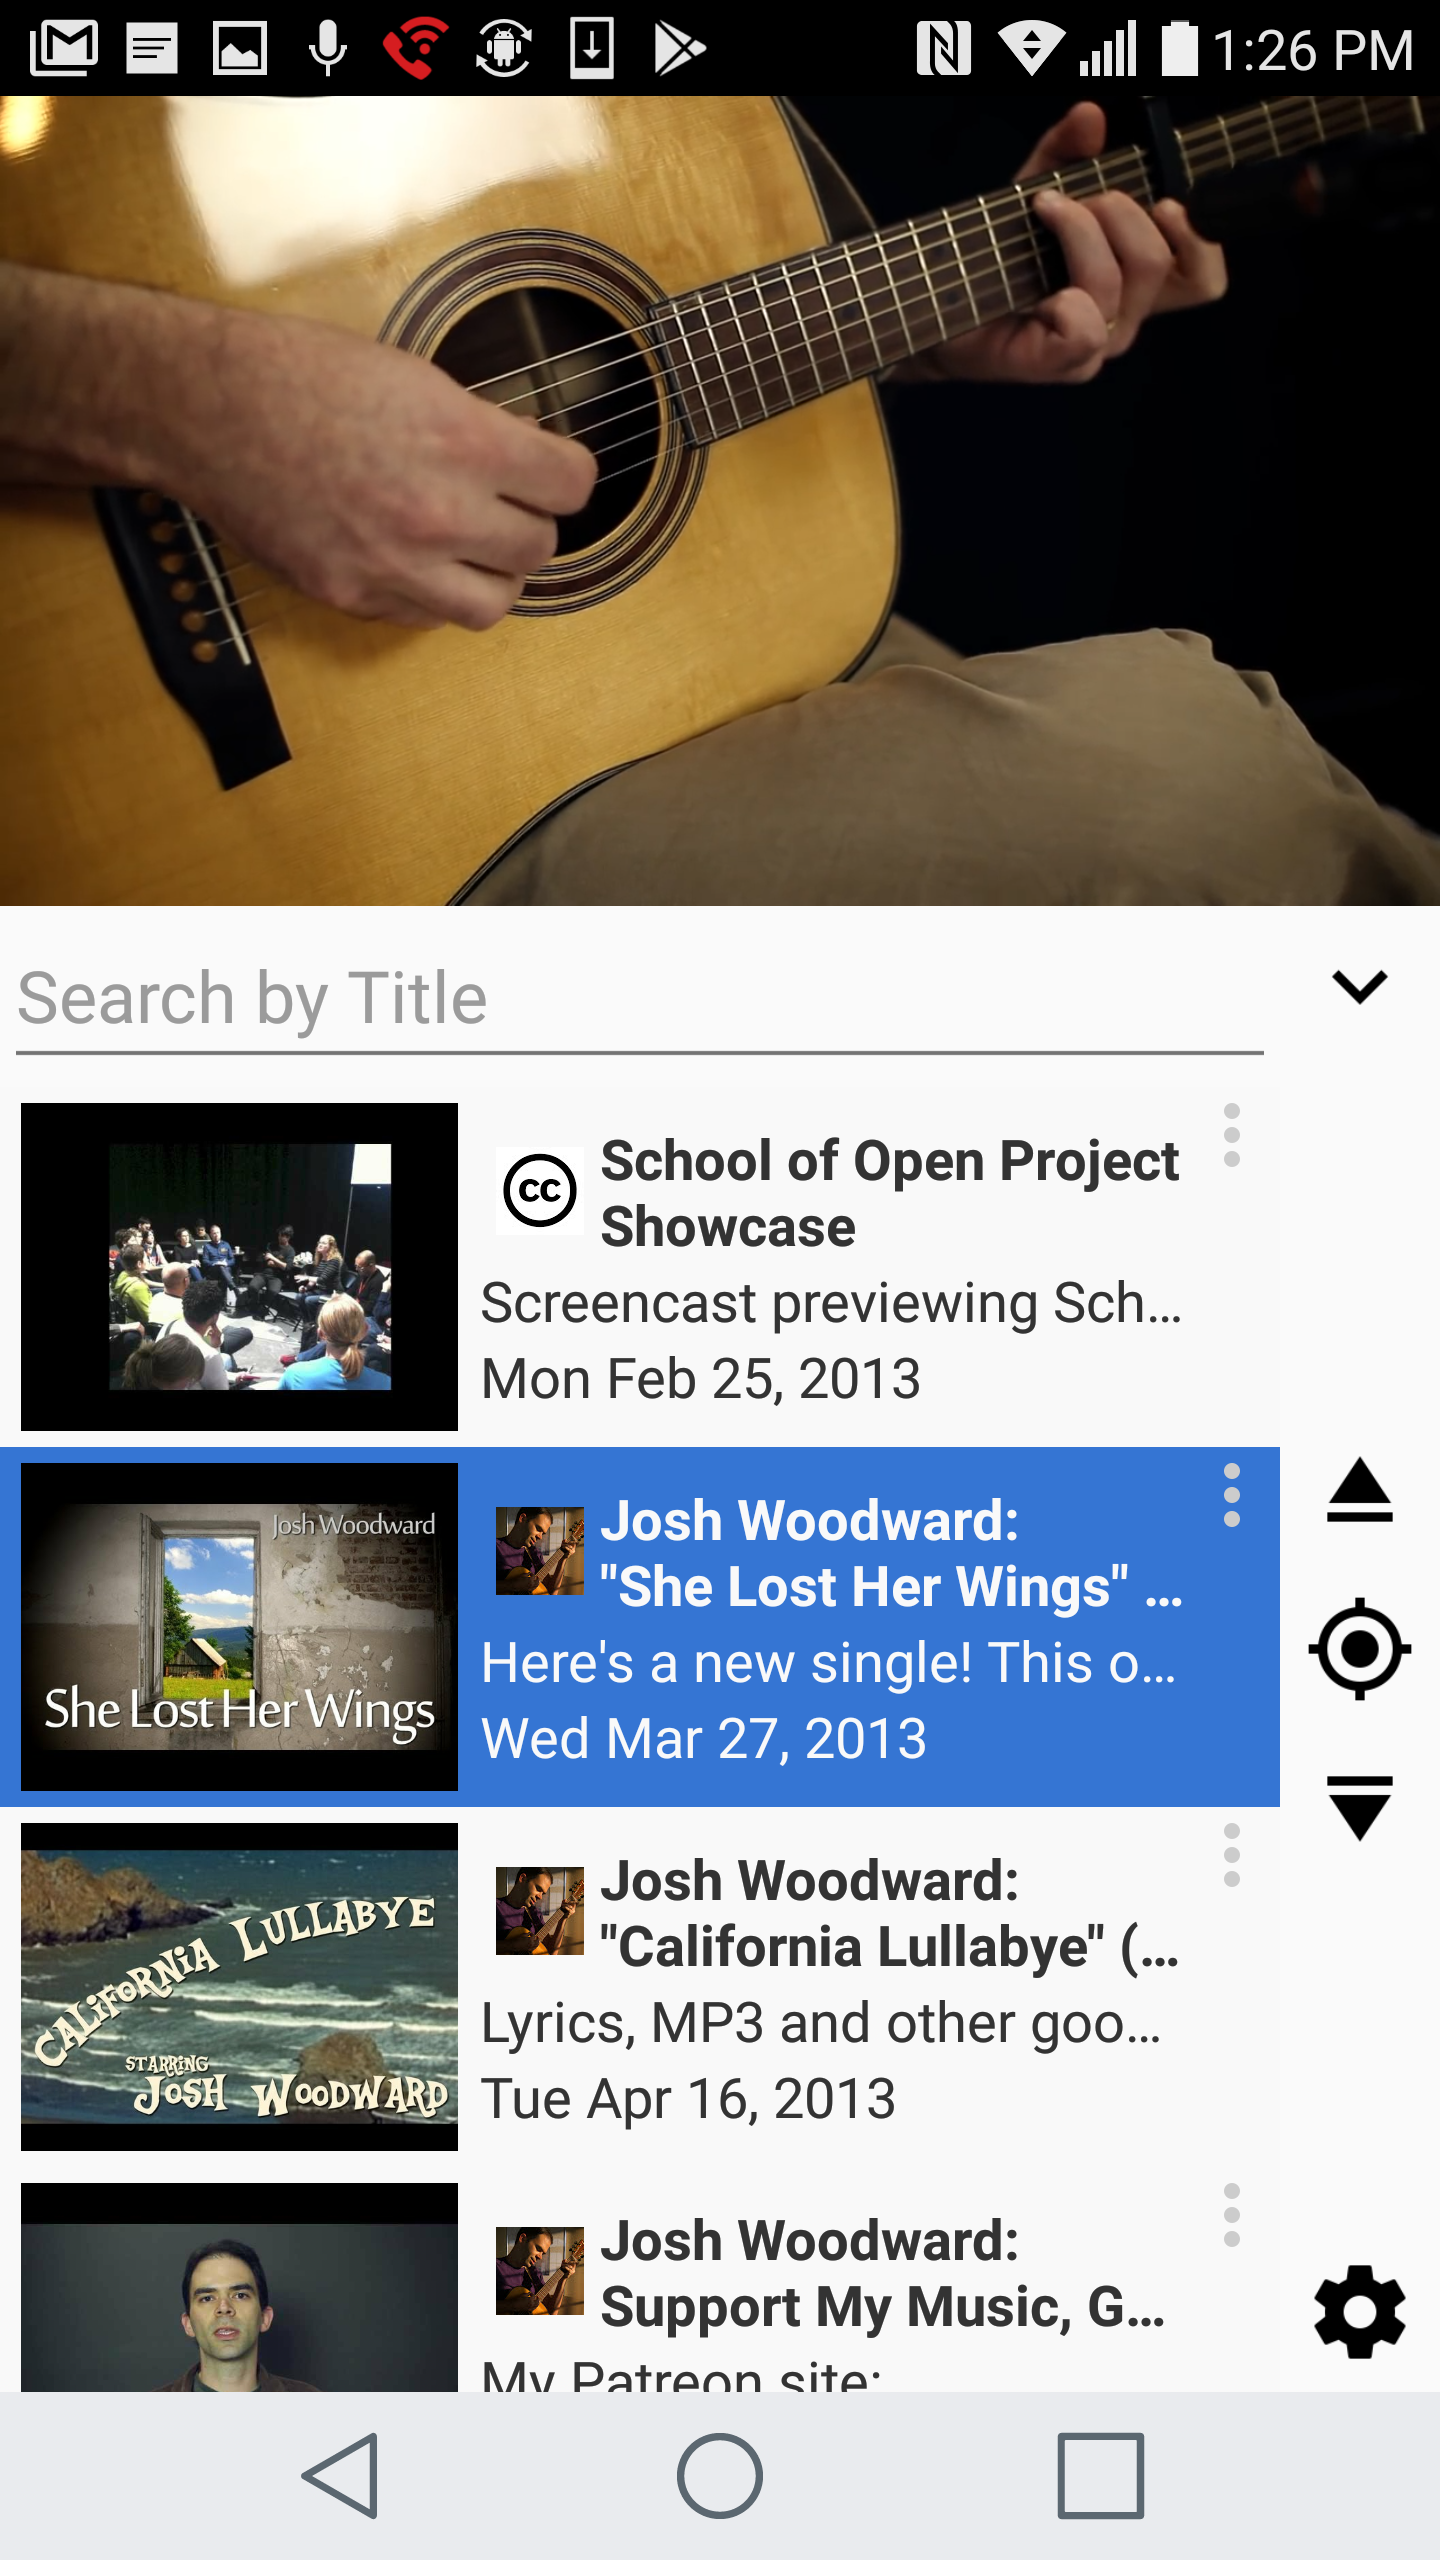 1:26 PM
Search by Title
School of Open Project
Showcase
Screencast previewing Sch…
Mon Feb 25, 2013
Josh Woodward
She Lost Her Wings
Josh Woodward:
"She Lost Her Wings" …
Here's a new single! This o…
Wed Mar 27, 2013
CALiFORNiA LULLABYE
STARRiNG
JOSH WOODWARD
Josh Woodward:
"California Lullabye" (…
Lyrics, MP3 and other goo…
Tue Apr 16, 2013
Josh Woodward:
Support My Music, G…
My Patreon site: